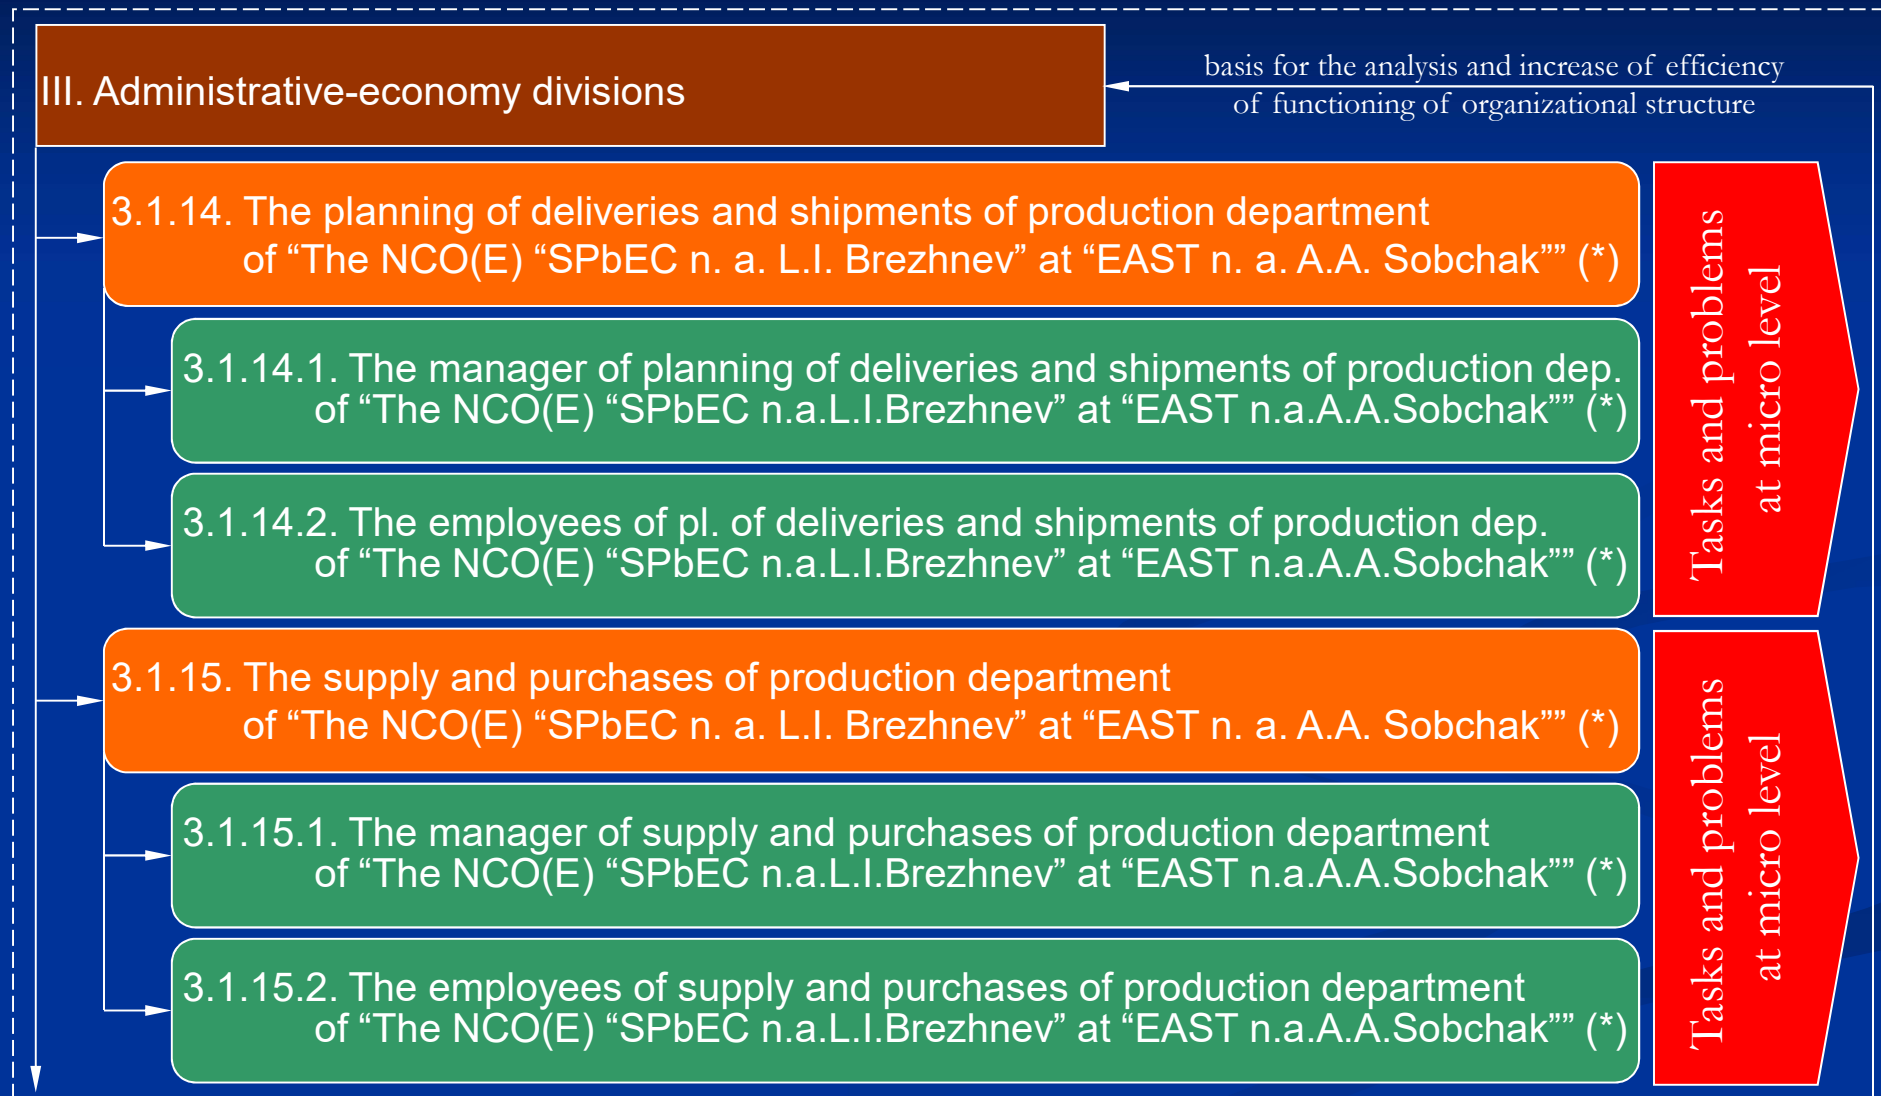 III. Administrative-economy divisions
basis for the analysis and increase of efficiency
of functioning of organizational structure
3.1.14. The planning of deliveries and shipments of production department
of “The NCO(E) “SPbEC n. a. L.I. Brezhnev” at “EAST n. a. A.A. Sobchak”” (*)
3.1.14.1. The manager of planning of deliveries and shipments of production dep.
of “The NCO(E) “SPbEC n.a.L.I.Brezhnev” at “EAST n.a.A.A.Sobchak”” (*)
3.1.14.2. The employees of pl. of deliveries and shipments of production dep.
of “The NCO(E) “SPbEC n.a.L.I.Brezhnev” at “EAST n.a.A.A.Sobchak”” (*)
Tasks and problems
at micro level
3.1.15. The supply and purchases of production department
of “The NCO(E) “SPbEC n. a. L.I. Brezhnev” at “EAST n. a. A.A. Sobchak”” (*)
3.1.15.1. The manager of supply and purchases of production department
of “The NCO(E) “SPbEC n.a.L.I.Brezhnev” at “EAST n.a.A.A.Sobchak”” (*)
3.1.15.2. The employees of supply and purchases of production department
of “The NCO(E) “SPbEC n.a.L.I.Brezhnev” at “EAST n.a.A.A.Sobchak”” (*)
Tasks and problems
at micro level